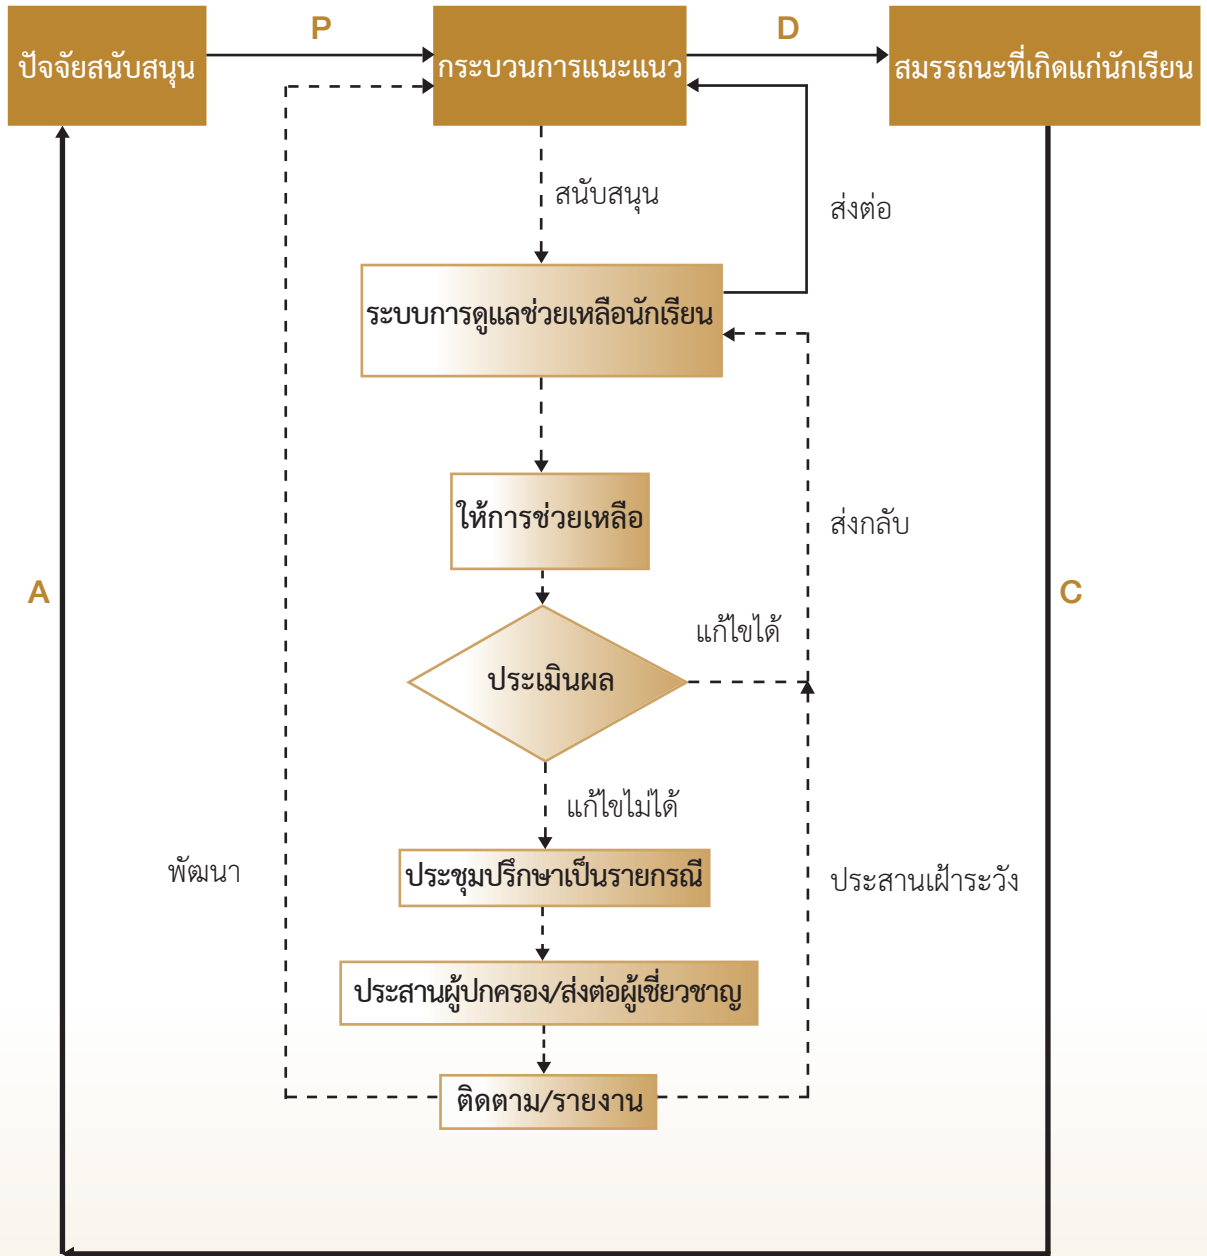 P
D
ปัจจัยสนับสนุน
กระบวนการแนะแนว
สมรรถนะที่เกิดแก่นักเรียน
สนับสนุน
ส่งต่อ
ระบบการดูแลช่วยเหลือนักเรียน
ให้การช่วยเหลือ
ส่งกลับ
A
C
แก้ไขได้
ประเมินผล
แก้ไขไม่ได้
พัฒนา
ประชุมปรึกษาเป็นรายกรณี
ประสานเฝ้าระวัง
ประสานผู้ปกครอง/ส่งต่อผู้เชี่ยวชาญ
ติดตาม/รายงาน